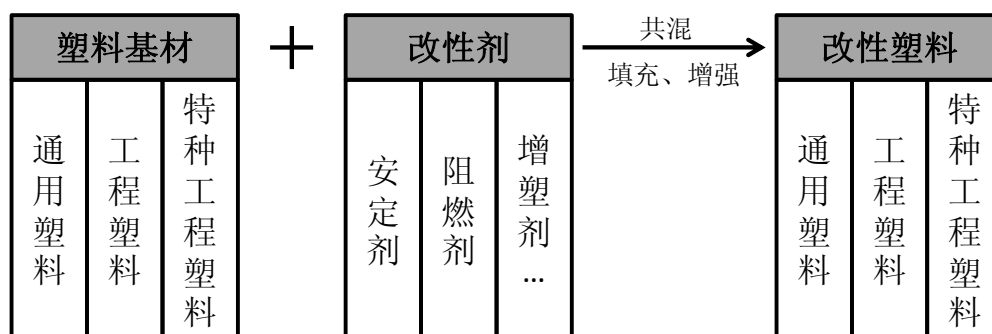 塑料基材
+
改性剂
共混
填充、增强
改性塑料
通用塑料
工程塑料
特种工程塑料
安定剂
阻燃剂
增塑剂…
通用塑料
工程塑料
特种工程塑料